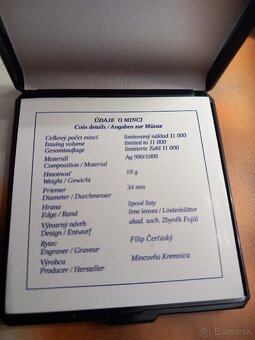 ÚDAJE O MINCI
Coin details / Angaben zur Münze
Celkový počet mincí limitovaný náklad 11 000
Issuing volume limited to 11 000
Gesamtauflage limitierte Zahl 11 000
Materiál Ag 900/1000
Composition / Material
Hmotnosť 18 g
Weight / Gewicht
Priemer 34 mm
Diameter / Durchmesser
Hrana lipové listy
Edge / Rand lime leaves / Lindenblätter
Výtvarný návrh akad. soch. Zbyněk Fojtů
Design / Entwurf
Rytec Filip Čerťaský
Engraver / Graveur
Výrobca Mincovňa Kremnica
Producer / Hersteller
bazos.sk